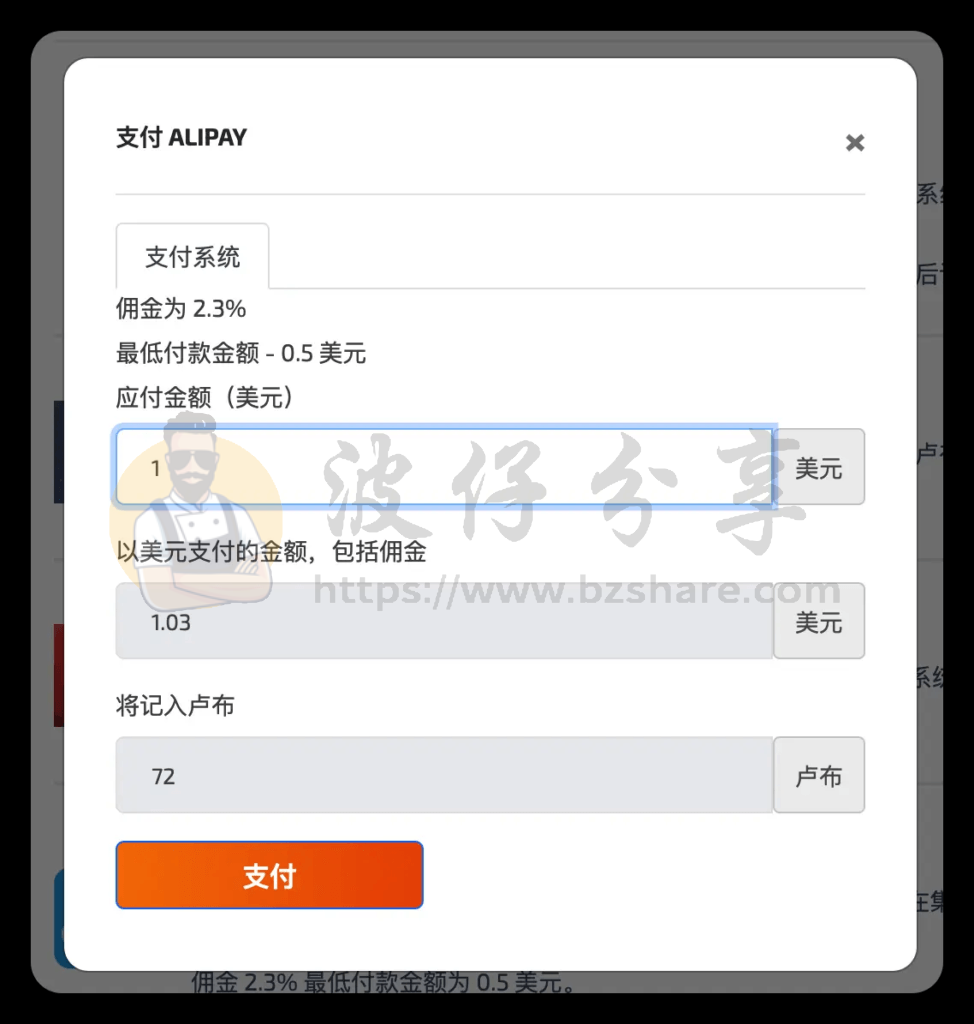 支付 ALIPAY
×
系
支付系统
后
佣金为 2.3%
最低付款金额 - 0.5 美元
应付金额（美元）
1
美元
波仔分享
以美元支付的金额，包括佣金
https://www.bzshare.com
1.03
美元
将记入卢布
系统
72
卢布
支付
佣金 2.3% 最低付款金额为 0.5 美元。